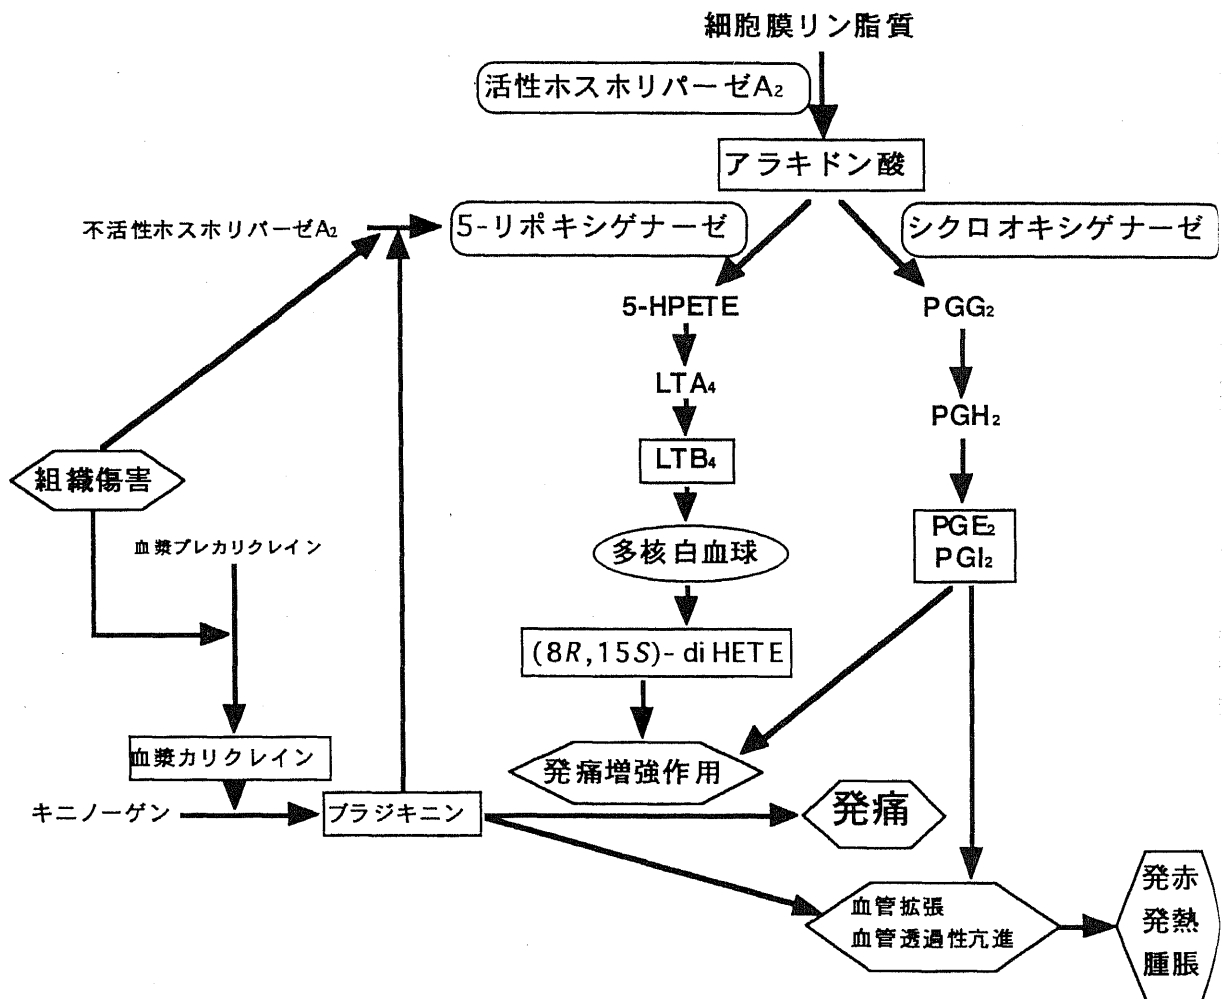 細胞膜リン脂質
活性ホスホリパーゼA₂
アラキドン酸
不活性ホスホリパーゼA₂
5-リポキシゲナーゼ
シクロオキシゲナーゼ
5-HPETE
PGG₂
LTA₄
PGH₂
LTB₄
組織傷害
PGE₂
PGI₂
血漿プレカリクレイン
多核白血球
(8R,15S)-diHETE
血漿カリクレイン
発痛増強作用
キニノーゲン
ブラジキニン
発痛
血管拡張
血管透過性亢進
発赤
発熱
腫脹